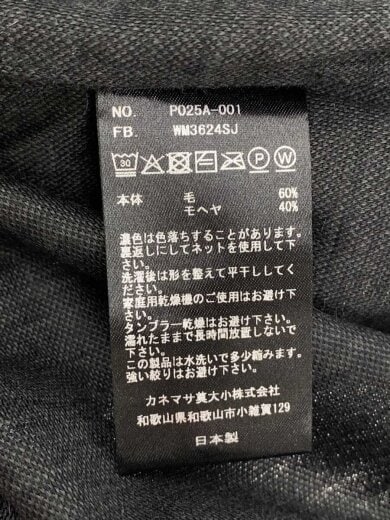 NO. P025A-001
FB. WM3624SJ
30 P W
本体 毛 60%
モヘヤ 40%
濃色は色落ちすることがあります。
裏返しにしてネットを使用して下
さい。
洗濯後は形を整えて平干ししてく
ださい。
家庭用乾燥機のご使用はお避け下
さい。
タンブラー乾燥はお避け下さい。
濡れたままで長時間放置しないで
下さい。
この製品は水洗いで多少縮みます。
強い絞りはお避け下さい。
カネマサ莫大小株式会社
和歌山県和歌山市小雑賀129
日本製